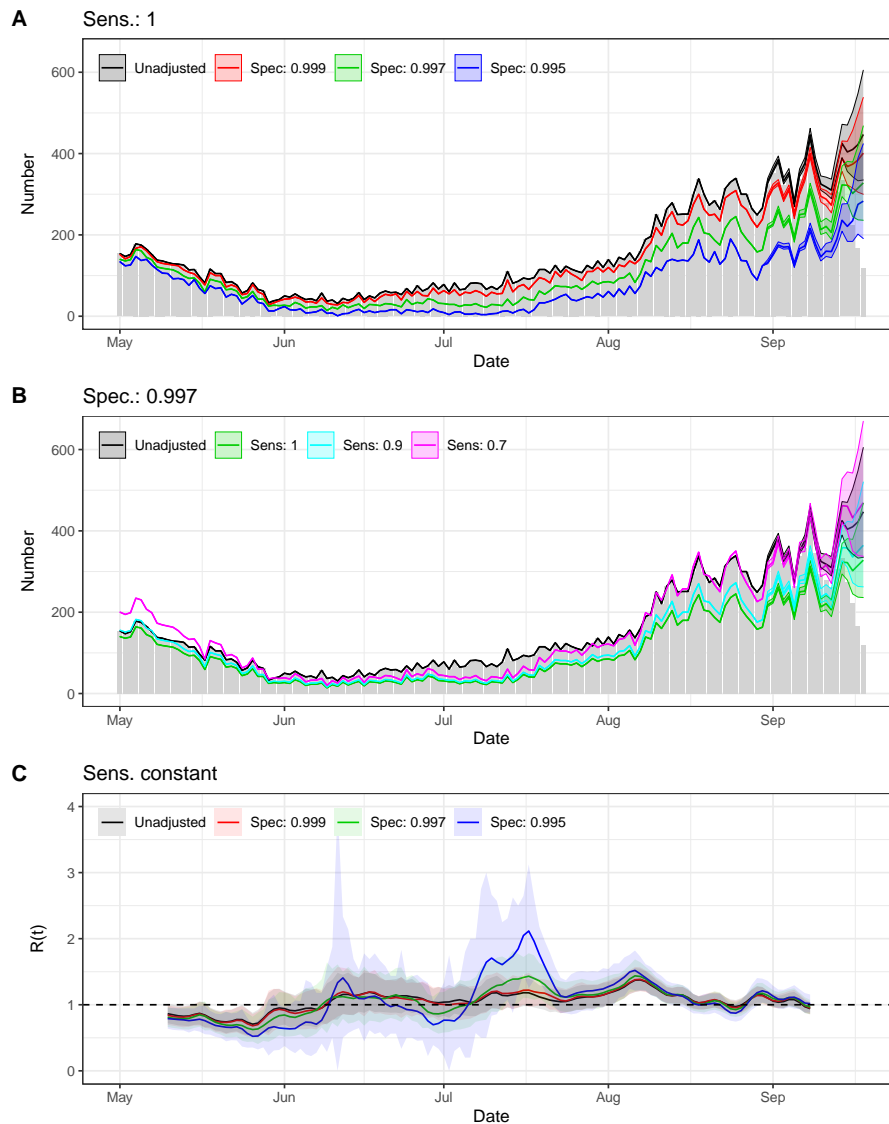 A
Sens.: 1
Unadjusted Spec: 0.999 Spec: 0.997 Spec: 0.995
600
400
200
0
Number
May Jun Jul Aug Sep
Date
B
Spec.: 0.997
Unadjusted Sens: 1 Sens: 0.9 Sens: 0.7
600
400
200
0
Number
May Jun Jul Aug Sep
Date
C
Sens. constant
Unadjusted Spec: 0.999 Spec: 0.997 Spec: 0.995
4
3
2
1
0
R(t)
May Jun Jul Aug Sep
Date